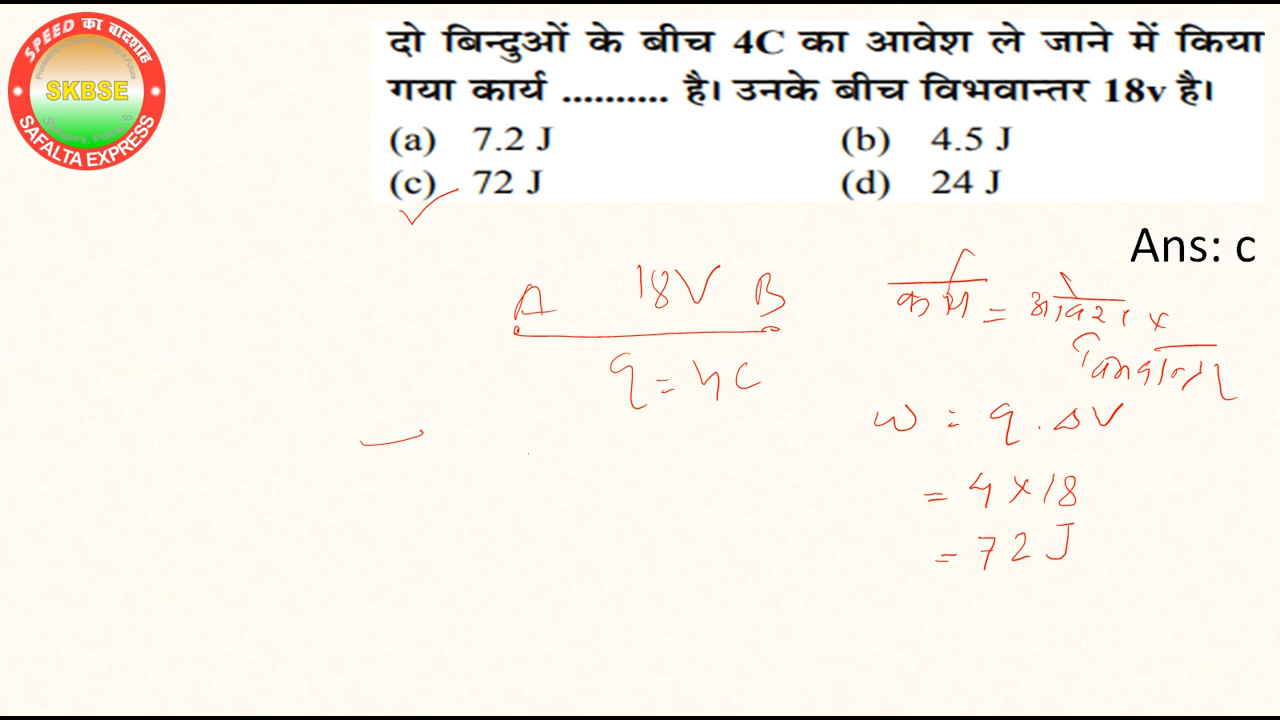 SPEED का बादशाह
SKBSE
SAFALTA EXPRESS
दो बिन्दुओं के बीच 4C का आवेश ले जाने में किया
गया कार्य .......... है। उनके बीच विभवान्तर 18v है।
(a) 7.2 J (b) 4.5 J
(c) 72 J (d) 24 J
Ans: c
A 18V B
q = 4C
कार्य = आवेश ×
विभवान्तर
W = q . ΔV
= 4 × 18
= 72 J